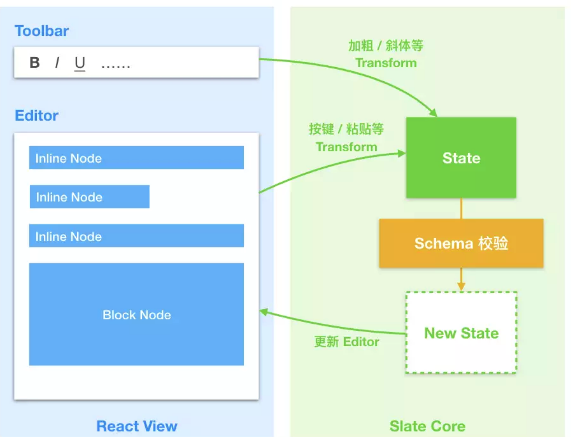 Toolbar
B I U ......
Editor
Inline Node
Inline Node
Inline Node
Block Node
React View
加粗 / 斜体等
Transform
按键 / 粘贴等
Transform
State
Schema 校验
New State
更新 Editor
Slate Core